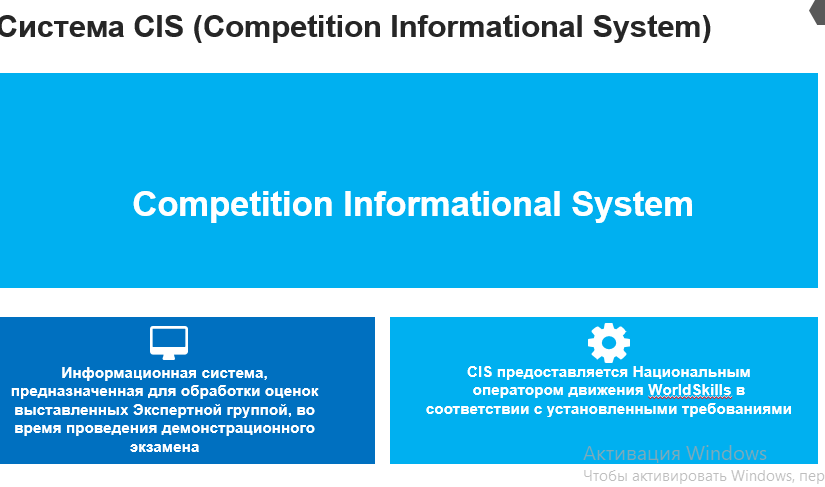 Система CIS (Competition Informational System)
Competition Informational System
Информационная система,
предназначенная для обработки оценок
выставленных Экспертной группой, во
время проведения демонстрационного
экзамена
CIS предоставляется Национальным
оператором движения WorldSkills в
соответствии с установленными требованиями
Активация Windows
Чтобы активировать Windows, пер